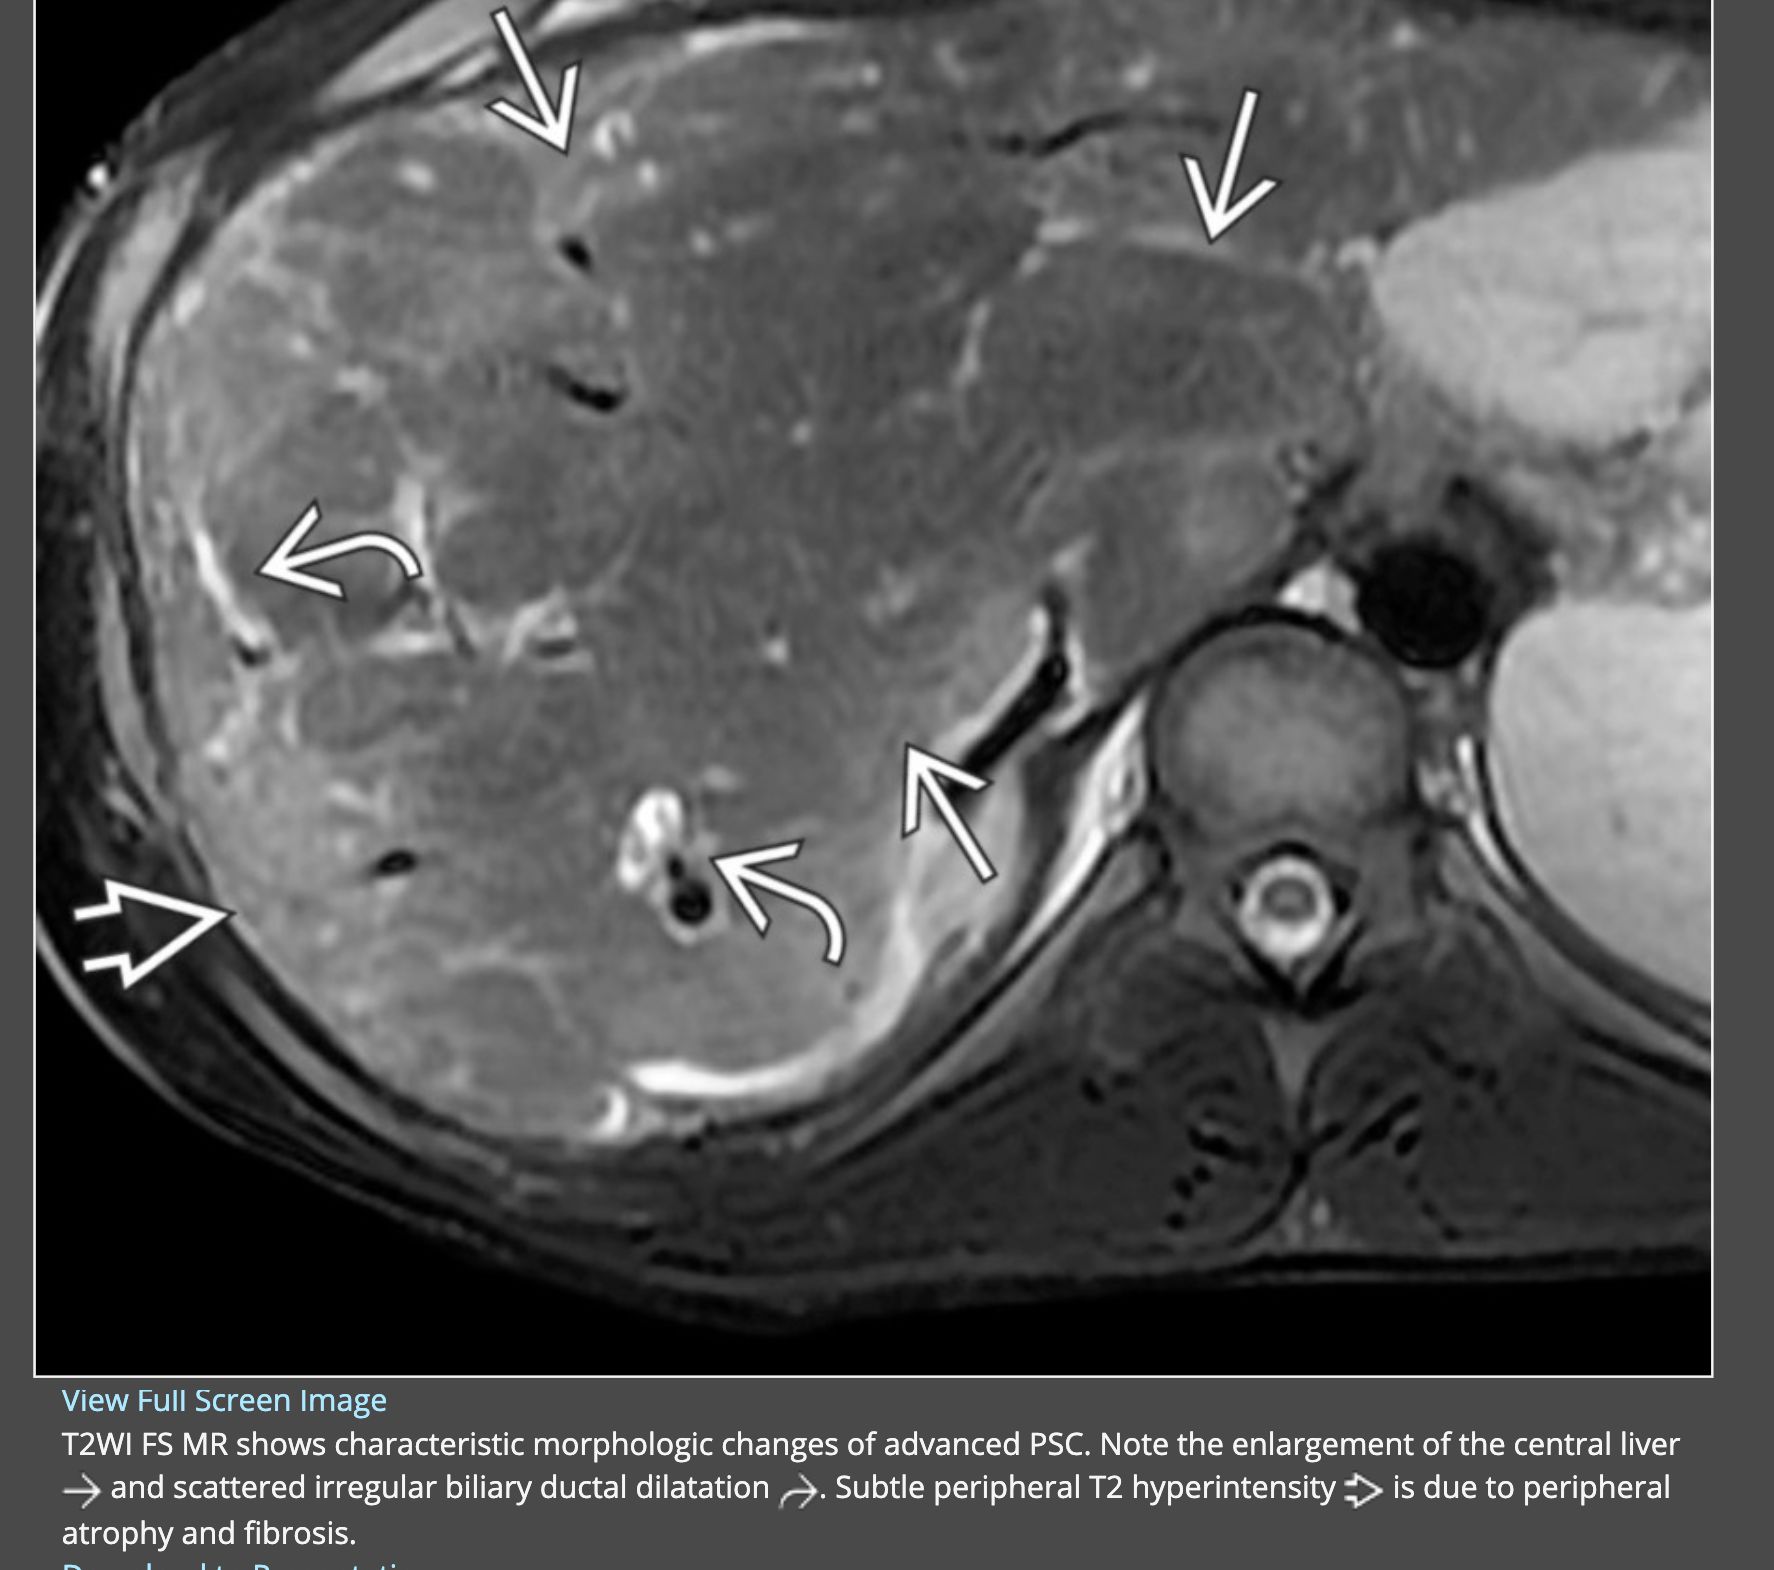 View Full Screen Image
T2WI FS MR shows characteristic morphologic changes of advanced PSC. Note the enlargement of the central liver
and scattered irregular biliary ductal dilatation. Subtle peripheral T2 hyperintensity is due to peripheral
atrophy and fibrosis.